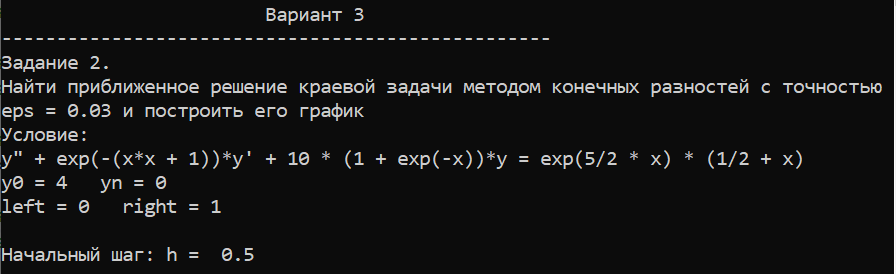 Вариант 3
--------------------------------------------------
Задание 2.
Найти приближенное решение краевой задачи методом конечных разностей с точностью
eps = 0.03 и построить его график
Условие:
y" + exp(-(x*x + 1))*y' + 10 * (1 + exp(-x))*y = exp(5/2 * x) * (1/2 + x)
y0 = 4   yn = 0
left = 0   right = 1
Начальный шаг: h =  0.5